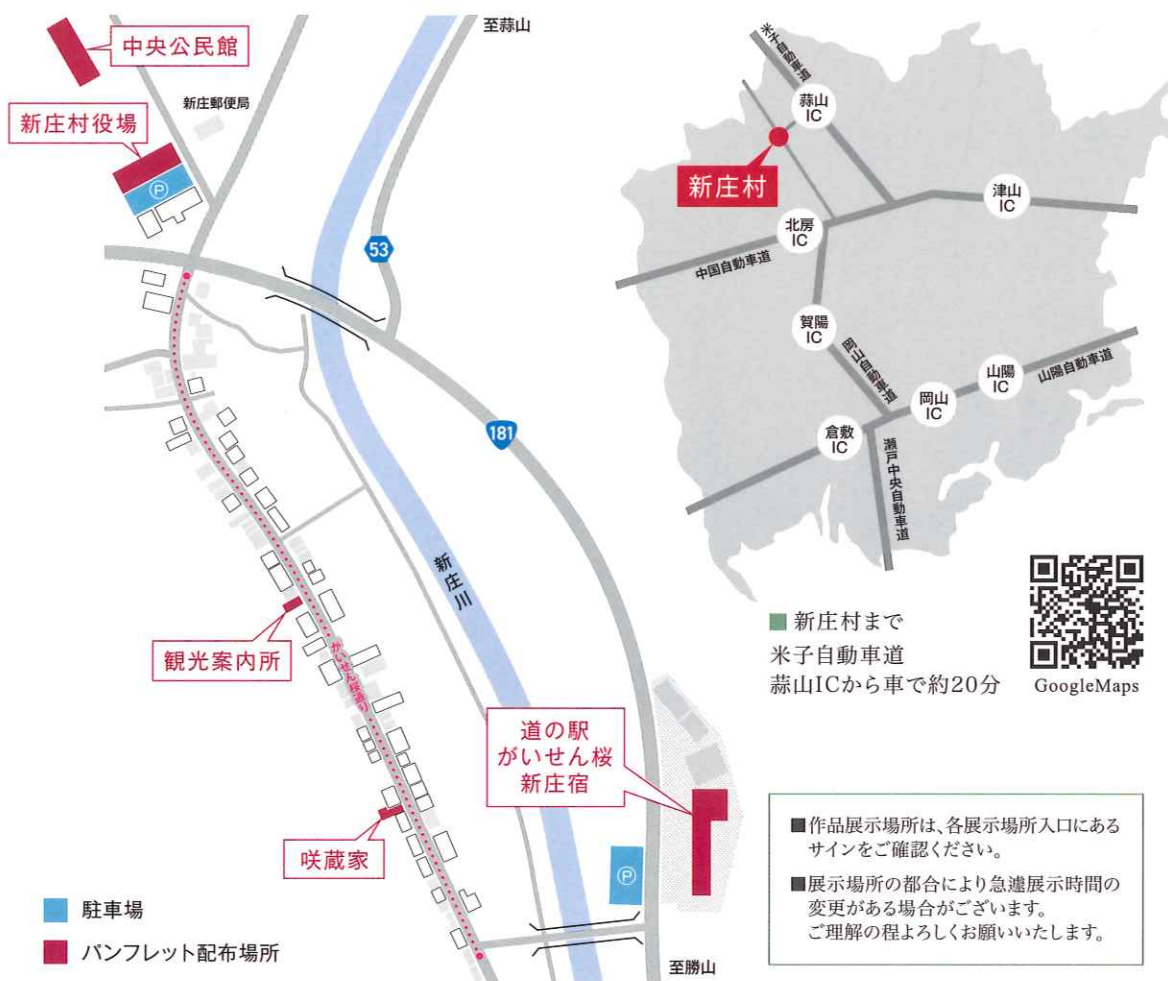 中央公民館
至蒜山
新庄郵便局
新庄村役場
P
53
181
新庄川
観光案内所
がいせん桜通り
道の駅
がいせん桜
新庄宿
咲蔵家
P
駐車場
パンフレット配布場所
至勝山
米子自動車道
蒜山
IC
新庄村
津山
IC
北房
IC
中国自動車道
賀陽
IC
岡山自動車道
山陽
IC
山陽自動車道
岡山
IC
倉敷
IC
瀬戸中央自動車道
■新庄村まで
米子自動車道
蒜山ICから車で約20分
GoogleMaps
■作品展示場所は、各展示場所入口にある
サインをご確認ください。
■展示場所の都合により急遽展示時間の
変更がある場合がございます。
ご理解の程よろしくお願いいたします。